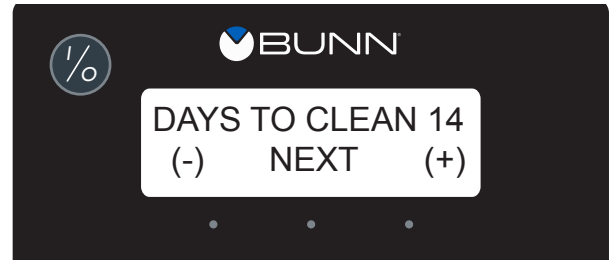 I/O
BUNN
DAYS TO CLEAN 14
(-) NEXT (+)